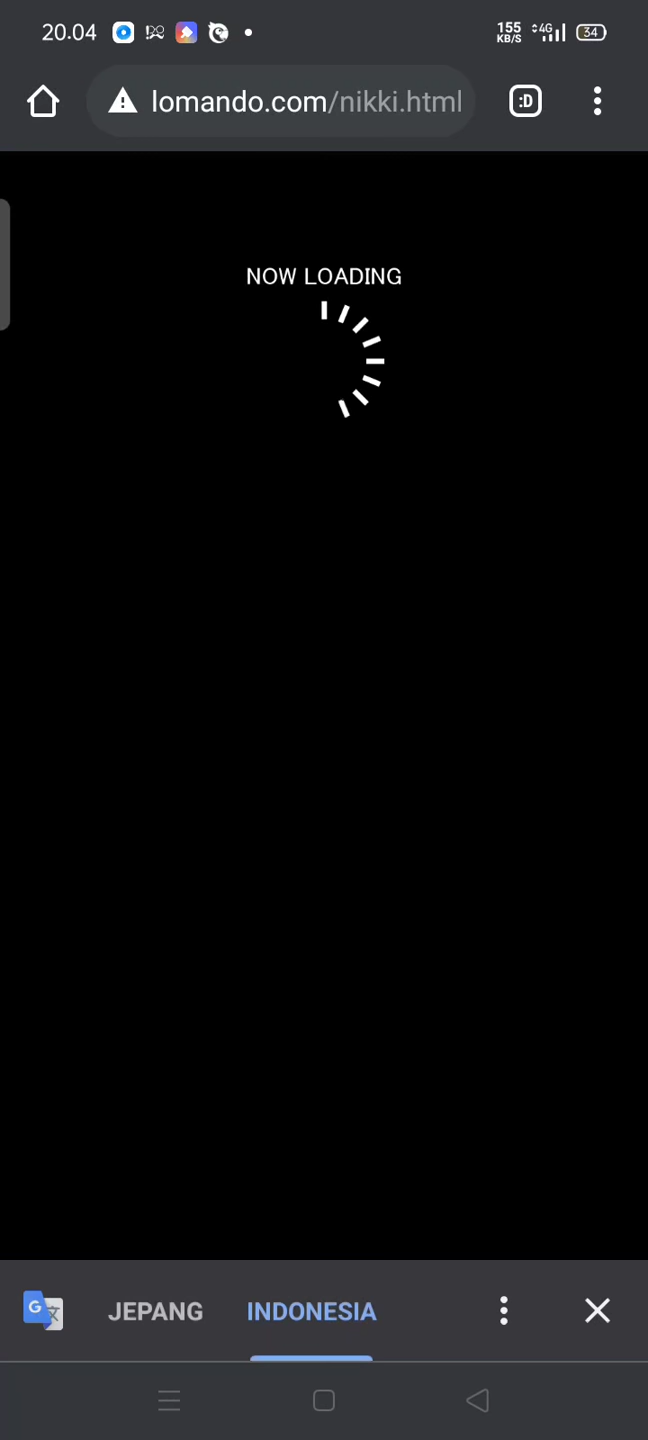 20.04
155
KB/S
4G
34
lomando.com/nikki.html
:D
NOW LOADING
JEPANG
INDONESIA